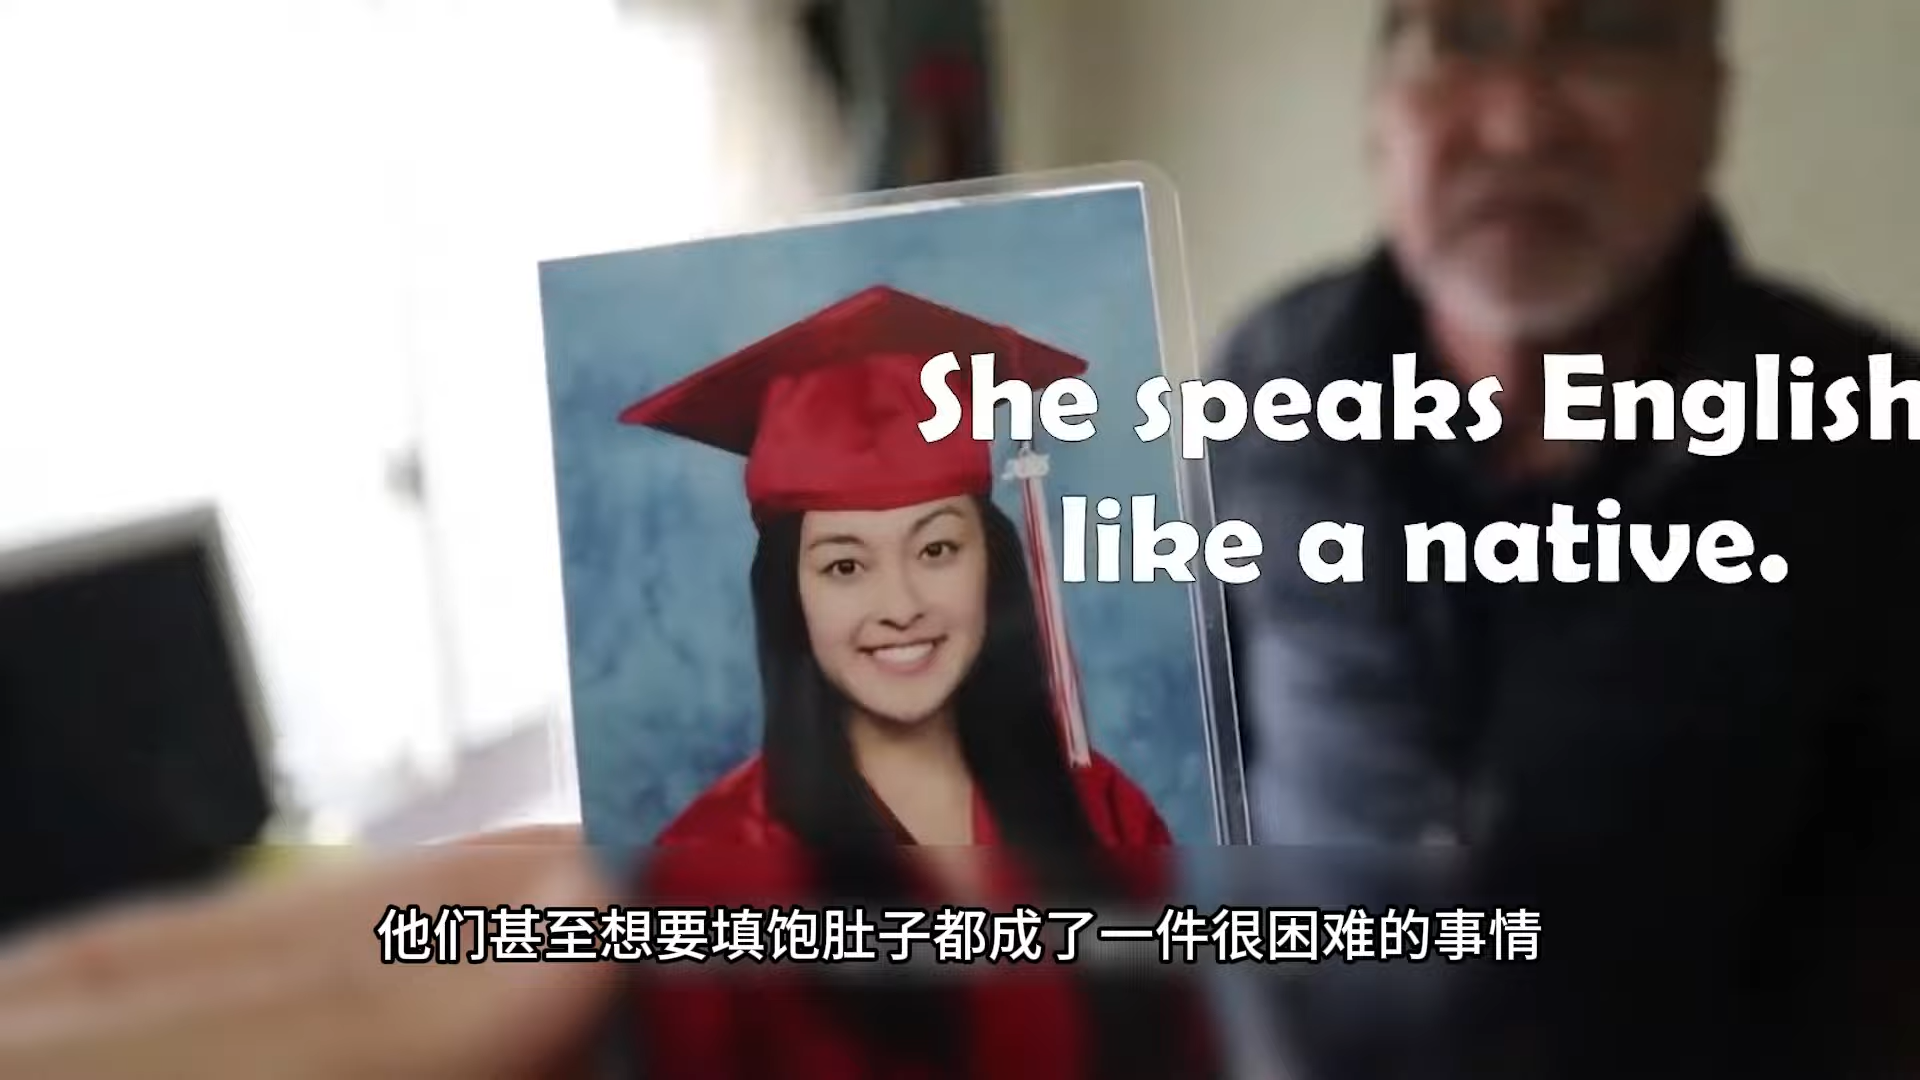 She speaks English
like a native.
他们甚至想要填饱肚子都成了一件很困难的事情